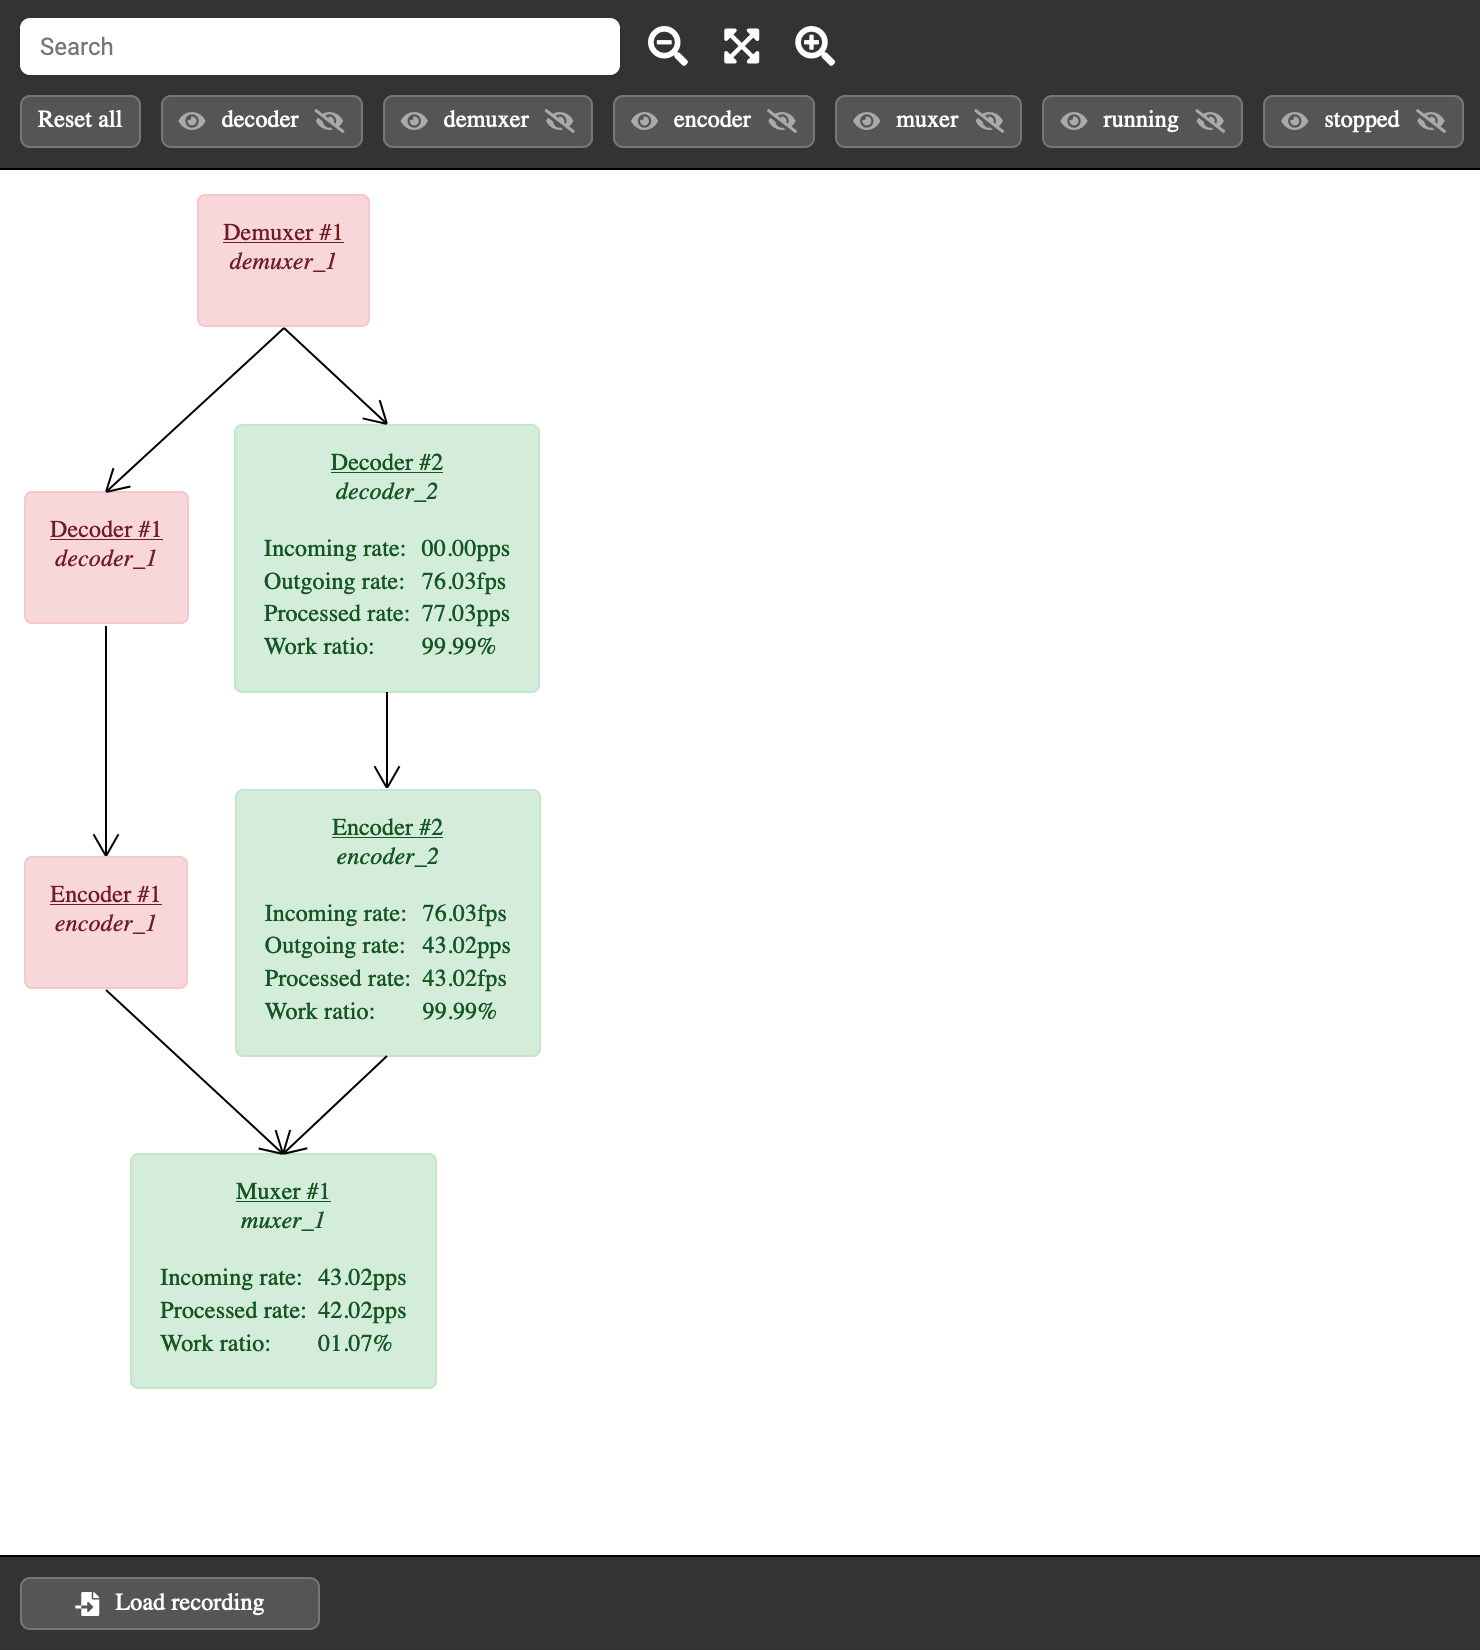 Search
Reset all
decoder
demuxer
encoder
muxer
running
stopped
Demuxer #1
demuxer_1
Decoder #2
decoder_2
Incoming rate: 00.00pps
Outgoing rate: 76.03fps
Processed rate: 77.03pps
Work ratio: 99.99%
Decoder #1
decoder_1
Encoder #2
encoder_2
Incoming rate: 76.03fps
Outgoing rate: 43.02pps
Processed rate: 43.02fps
Work ratio: 99.99%
Encoder #1
encoder_1
Muxer #1
muxer_1
Incoming rate: 43.02pps
Processed rate: 42.02pps
Work ratio: 01.07%
Load recording